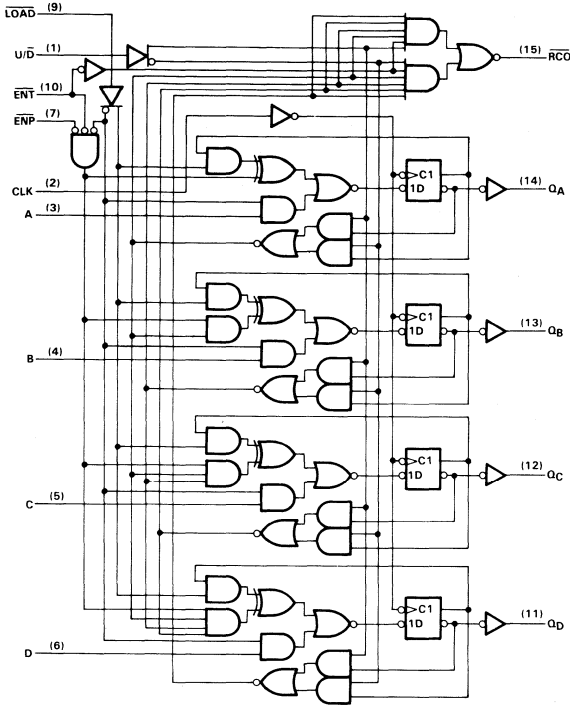 LOAD (9)
U/D (1)
ENT (10)
ENP (7)
(15) RCO
CLK (2)
A (3)
C1
1D
(14) QA
B (4)
C1
1D
(13) QB
C (5)
C1
1D
(12) QC
D (6)
C1
1D
(11) QD